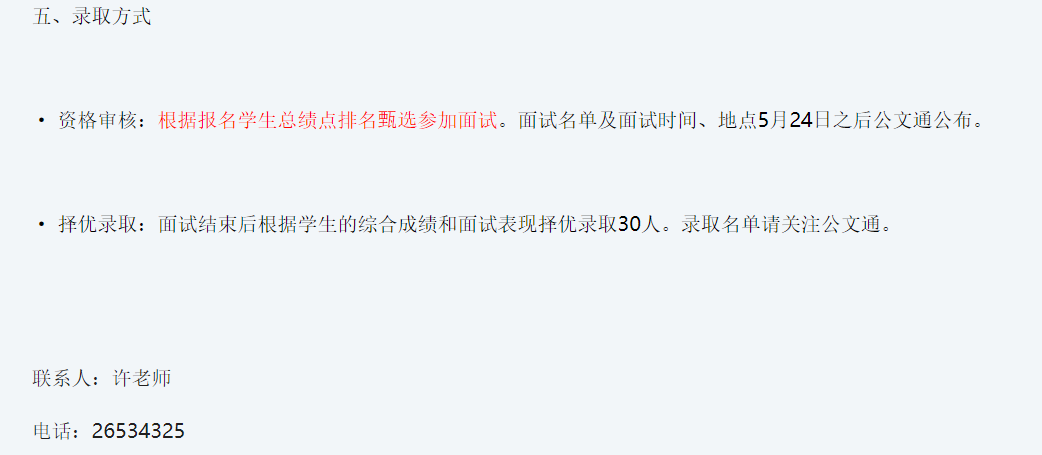 五、录取方式
• 资格审核：根据报名学生总绩点排名甄选参加面试。面试名单及面试时间、地点5月24日之后公文通公布。
• 择优录取：面试结束后根据学生的综合成绩和面试表现择优录取30人。录取名单请关注公文通。
联系人：许老师
电话：26534325